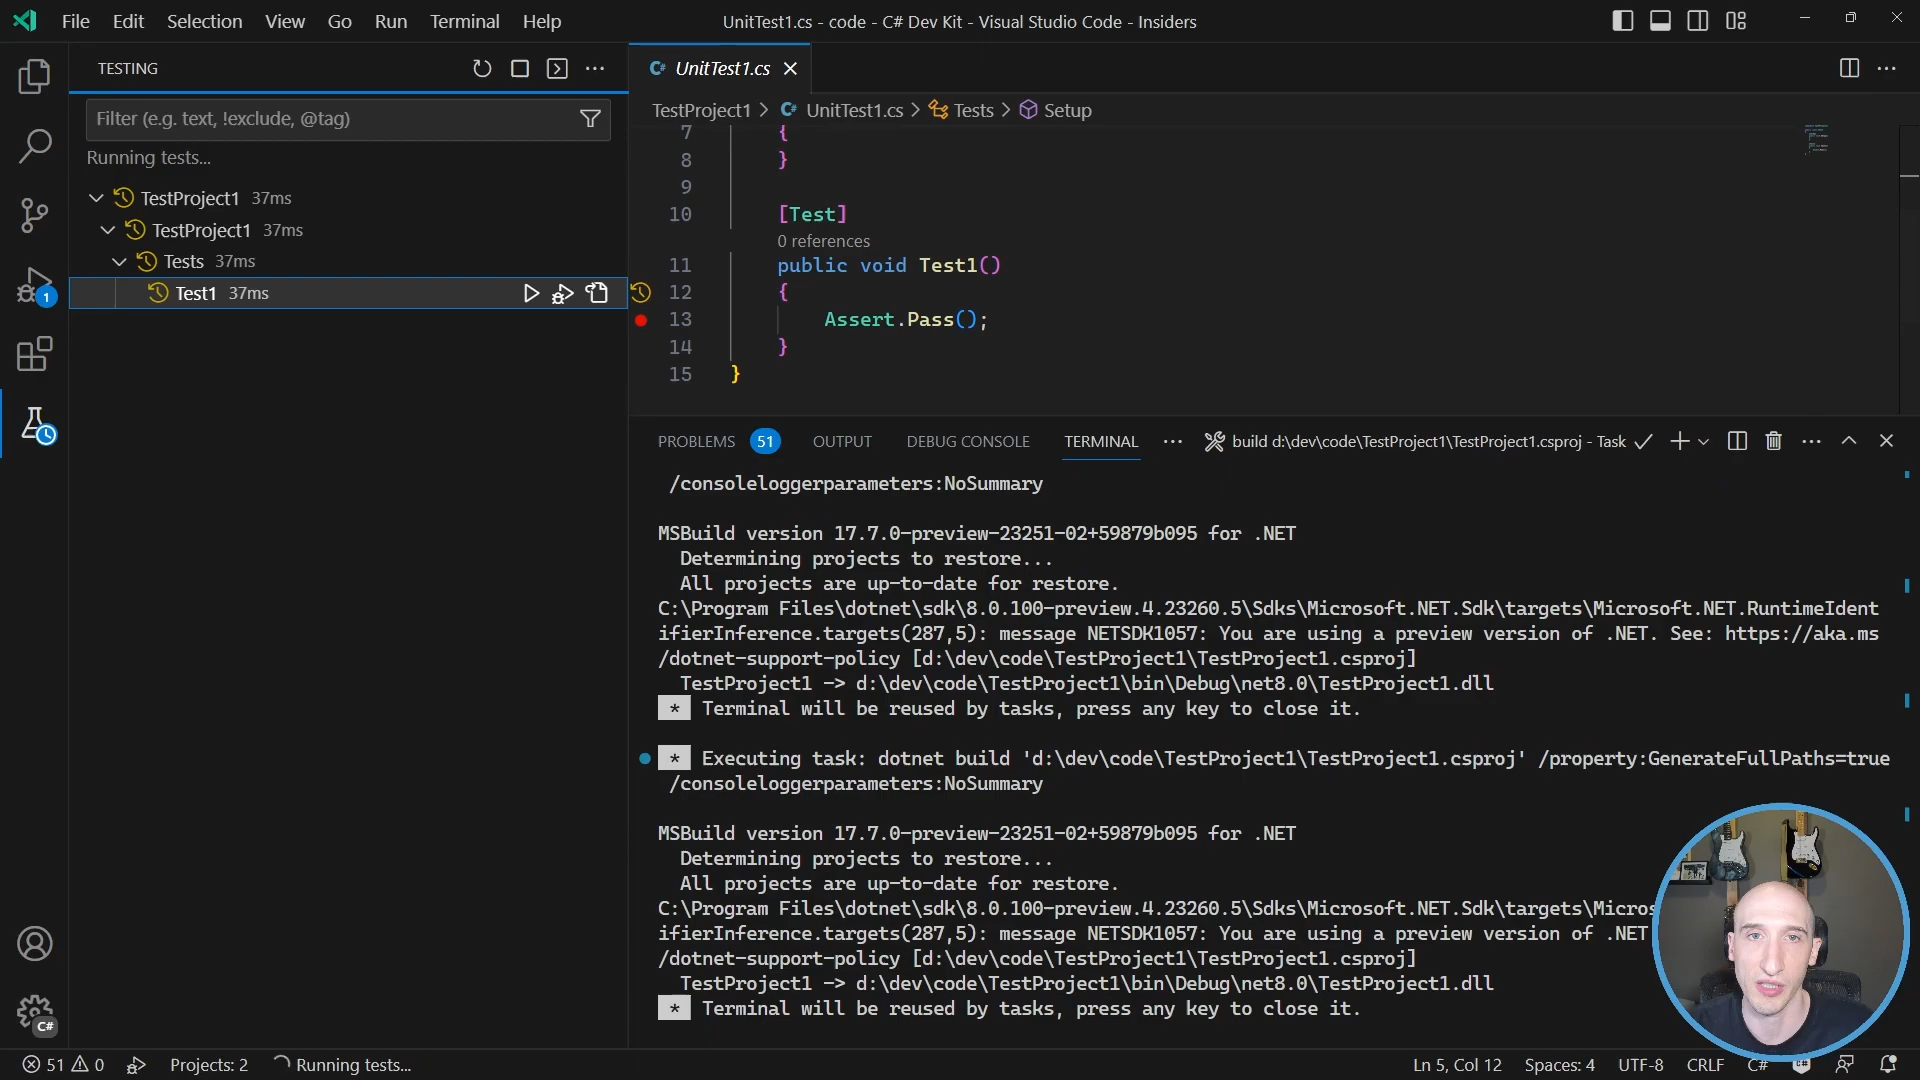 File Edit Selection View Go Run Terminal Help
UnitTest1.cs - code - C# Dev Kit - Visual Studio Code - Insiders
TESTING
Filter (e.g. text, !exclude, @tag)
Running tests...
TestProject1 37ms
TestProject1 37ms
Tests 37ms
Test1 37ms
1
C# UnitTest1.cs
TestProject1 > C# UnitTest1.cs > Tests > Setup
7 {
8 }
9
10 [Test]
0 references
11 public void Test1()
12 {
13 Assert.Pass();
14 }
15 }
PROBLEMS 51 OUTPUT DEBUG CONSOLE TERMINAL ... build d:\dev\code\TestProject1\TestProject1.csproj - Task
/consoleloggerparameters:NoSummary
MSBuild version 17.7.0-preview-23251-02+59879b095 for .NET
Determining projects to restore...
All projects are up-to-date for restore.
C:\Program Files\dotnet\sdk\8.0.100-preview.4.23260.5\Sdks\Microsoft.NET.Sdk\targets\Microsoft.NET.RuntimeIdent
ifierInference.targets(287,5): message NETSDK1057: You are using a preview version of .NET. See: https://aka.ms
/dotnet-support-policy [d:\dev\code\TestProject1\TestProject1.csproj]
TestProject1 -> d:\dev\code\TestProject1\bin\Debug\net8.0\TestProject1.dll
* Terminal will be reused by tasks, press any key to close it.
* Executing task: dotnet build 'd:\dev\code\TestProject1\TestProject1.csproj' /property:GenerateFullPaths=true
/consoleloggerparameters:NoSummary
MSBuild version 17.7.0-preview-23251-02+59879b095 for .NET
Determining projects to restore...
All projects are up-to-date for restore.
C:\Program Files\dotnet\sdk\8.0.100-preview.4.23260.5\Sdks\Microsoft.NET.Sdk\targets\Micros
ifierInference.targets(287,5): message NETSDK1057: You are using a preview version of .NET
/dotnet-support-policy [d:\dev\code\TestProject1\TestProject1.csproj]
TestProject1 -> d:\dev\code\TestProject1\bin\Debug\net8.0\TestProject1.dll
* Terminal will be reused by tasks, press any key to close it.
C#
51 0 Projects: 2 Running tests... Ln 5, Col 12 Spaces: 4 UTF-8 CRLF C#